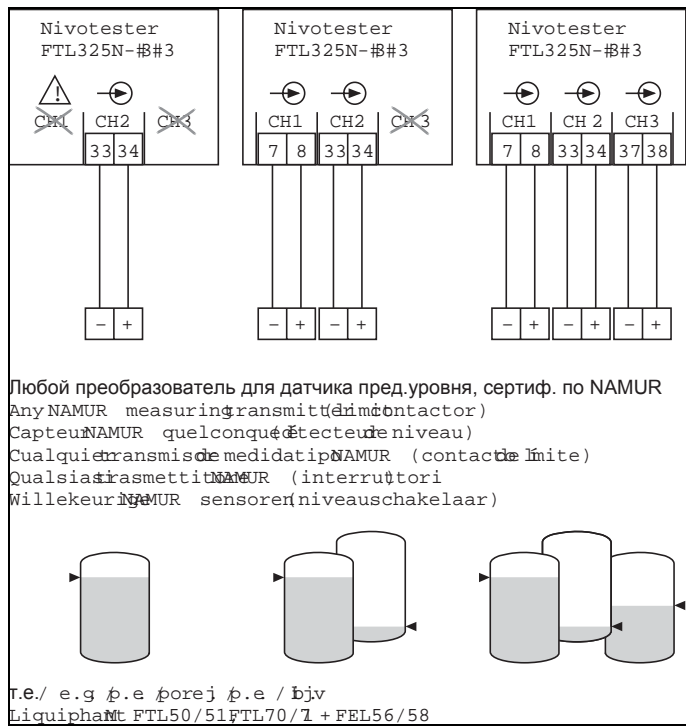 Nivotester
FTL325N-#3#3
CH1 CH2 CH3
33 34
- +
Nivotester
FTL325N-#3#3
CH1 CH2 CH3
7 8 33 34
- + - +
Nivotester
FTL325N-#3#3
CH1 CH 2 CH3
7 8 33 34 37 38
- + - + - +
Любой преобразователь для датчика пред.уровня, сертиф. по NAMUR
Any NAMUR measuring transmitter (limit contactor)
Capteur NAMUR quelconque (détecteur de niveau)
Cualquier transmisor de medida tipo NAMUR (contacto de límite)
Qualsiasi trasmettitore NAMUR (interruttori
Willekeurige NAMUR sensoren (niveauschakelaar)
т.е./ e.g. /p.e. /por ej. /p.e. / bijv.
Liquiphant M FTL50/51, FTL70/71 + FEL56/58